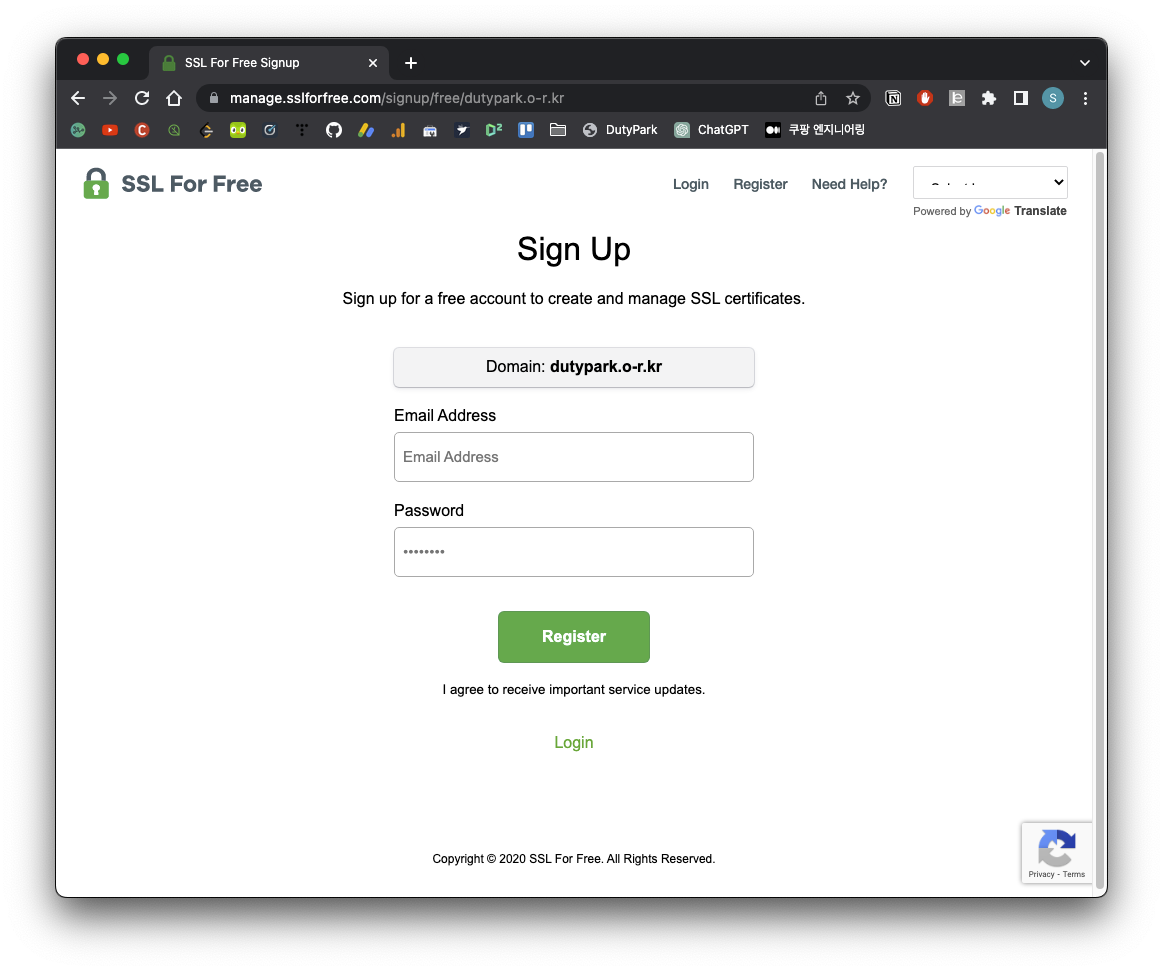 SSL For Free Signup
manage.sslforfree.com/signup/free/dutypark.o-r.kr
S
DutyPark
ChatGPT
쿠팡 엔지니어링
SSL For Free
Login
Register
Need Help?
Powered by Google Translate
Sign Up
Sign up for a free account to create and manage SSL certificates.
Domain: dutypark.o-r.kr
Email Address
Email Address
Password
••••••••
Register
I agree to receive important service updates.
Login
Copyright © 2020 SSL For Free. All Rights Reserved.
Privacy - Terms